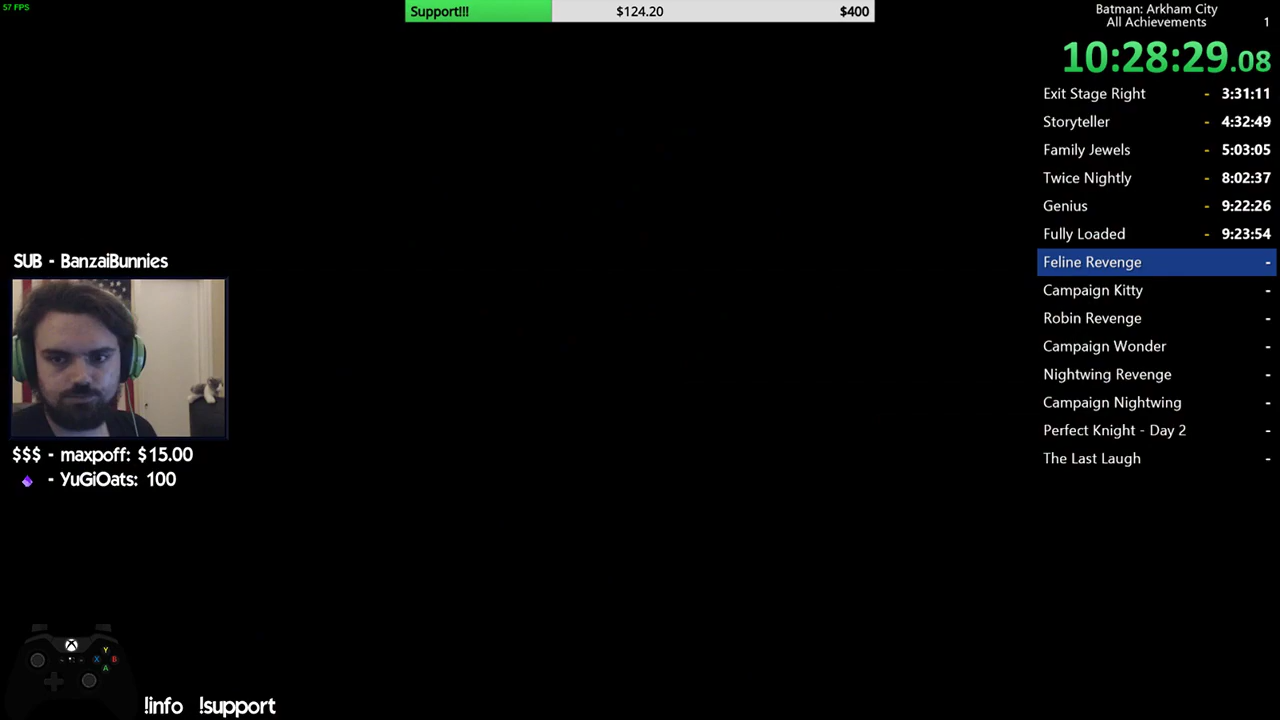 57 FPS
Support!!! $124.20 $400
Batman: Arkham City
All Achievements 1
10:28:29.08
Exit Stage Right - 3:31:11
Storyteller - 4:32:49
Family Jewels - 5:03:05
Twice Nightly - 8:02:37
Genius - 9:22:26
Fully Loaded - 9:23:54
Feline Revenge -
Campaign Kitty -
Robin Revenge -
Campaign Wonder -
Nightwing Revenge -
Campaign Nightwing -
Perfect Knight - Day 2 -
The Last Laugh -
SUB - BanzaiBunnies
$$$ - maxpoff: $15.00
- YuGiOats: 100
Y
X B
A
!info !support